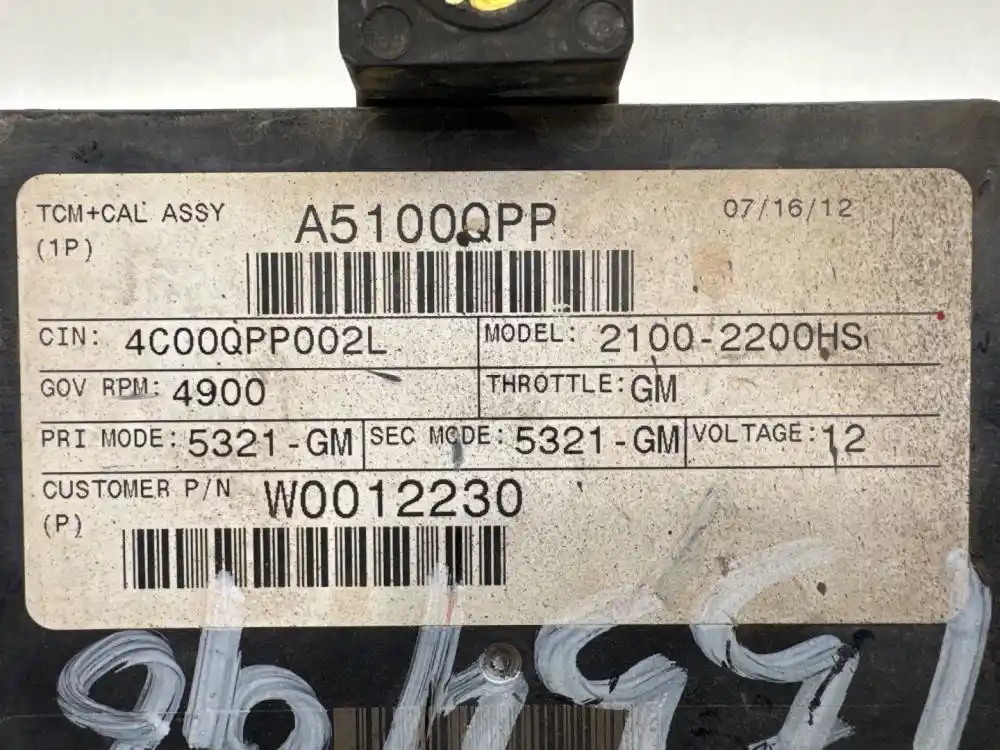 TCM+CAL ASSY A5100QPP 07/16/12
(1P)
CIN: 4C00QPP002L MODEL: 2100-2200HS
GOV RPM: 4900 THROTTLE: GM
PRI MODE: 5321-GM SEC MODE: 5321-GM VOLTAGE: 12
CUSTOMER P/N W0012230
(P)